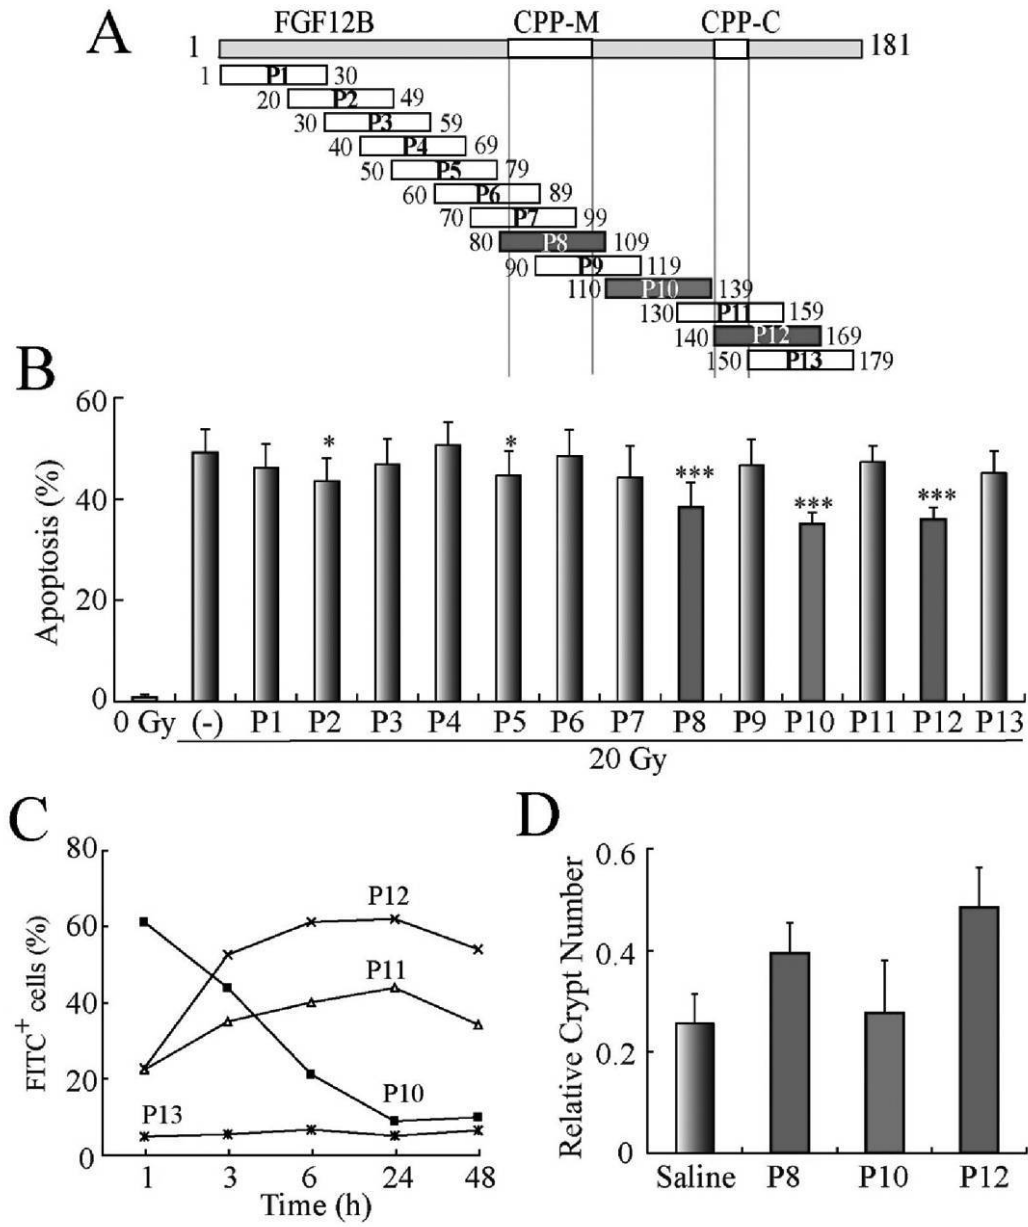 A
FGF12B CPP-M CPP-C
1 181
1 P1 30
20 P2 49
30 P3 59
40 P4 69
50 P5 79
60 P6 89
70 P7 99
80 P8 109
90 P9 119
110 P10 139
130 P11 159
140 P12 169
150 P13 179
B
Apoptosis (%)
60
40
20
0
* * *** *** ***
0 Gy (-) P1 P2 P3 P4 P5 P6 P7 P8 P9 P10 P11 P12 P13
20 Gy
C
FITC+ cells (%)
80
60
40
20
0
P12
P11
P10
P13
1 3 6 24 48
Time (h)
D
Relative Crypt Number
0.6
0.4
0.2
0
Saline P8 P10 P12